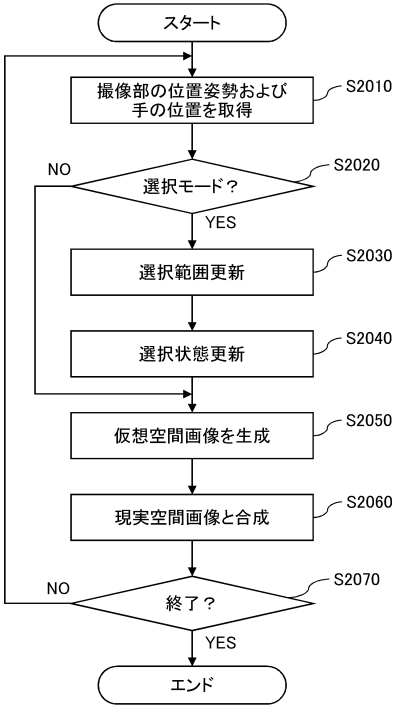 スタート
撮像部の位置姿勢および
手の位置を取得
S2010
選択モード？
S2020
NO
YES
選択範囲更新
S2030
選択状態更新
S2040
仮想空間画像を生成
S2050
現実空間画像と合成
S2060
終了？
S2070
NO
YES
エンド